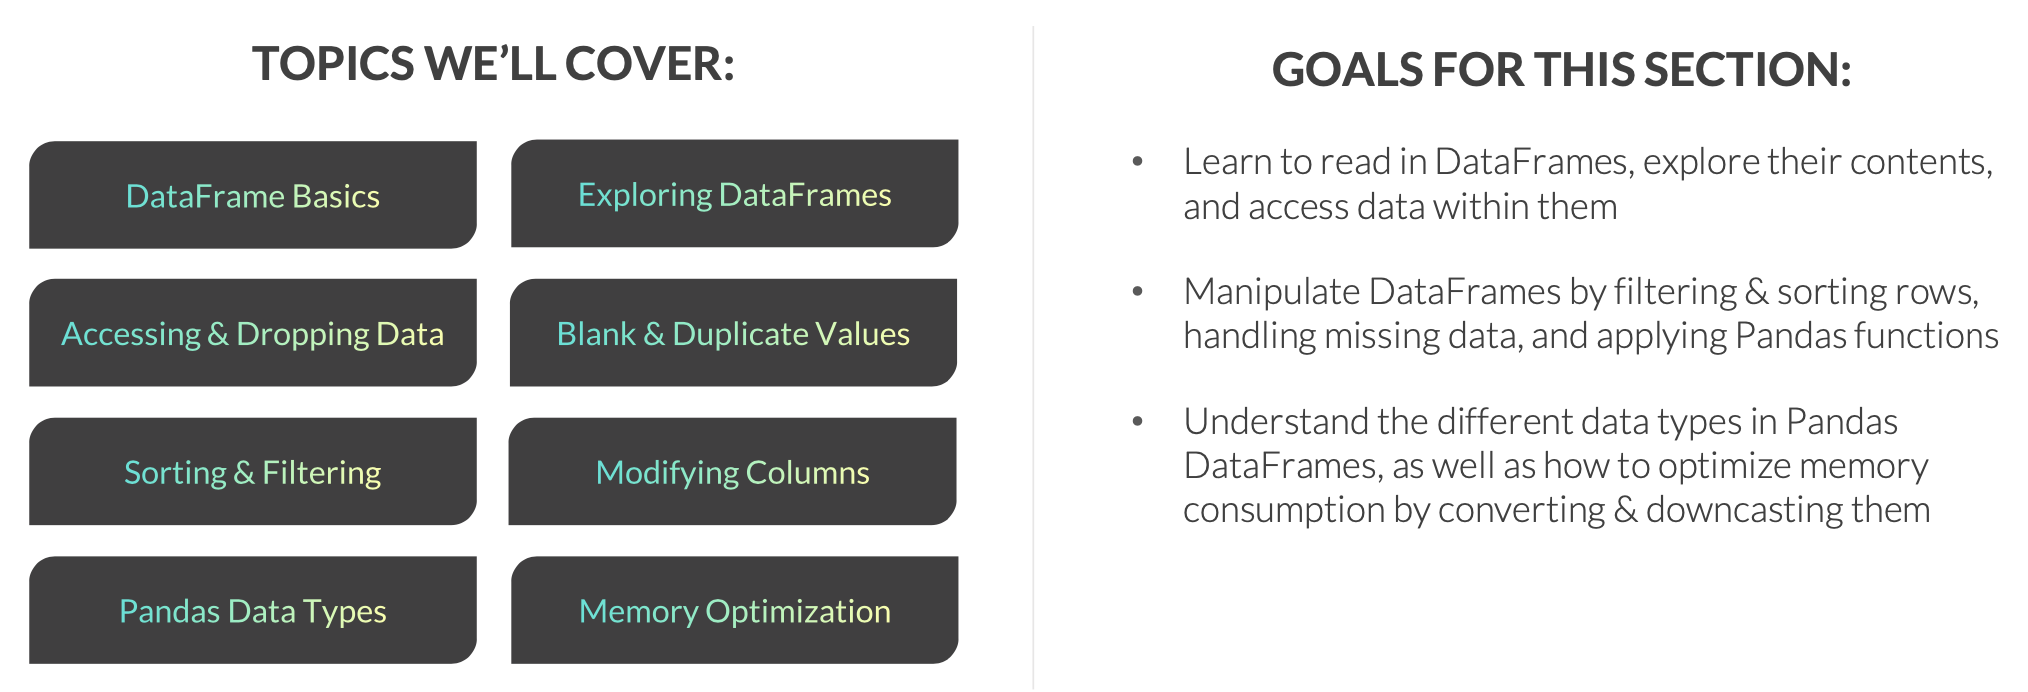 TOPICS WE’LL COVER:
DataFrame Basics
Exploring DataFrames
Accessing & Dropping Data
Blank & Duplicate Values
Sorting & Filtering
Modifying Columns
Pandas Data Types
Memory Optimization
GOALS FOR THIS SECTION:
• Learn to read in DataFrames, explore their contents,
and access data within them
• Manipulate DataFrames by filtering & sorting rows,
handling missing data, and applying Pandas functions
• Understand the different data types in Pandas
DataFrames, as well as how to optimize memory
consumption by converting & downcasting them